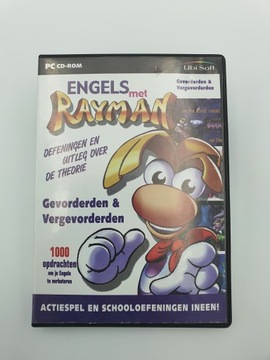 PC CD-ROM
Ubi Soft
ENGELS met
RAYMAN
Gevorderden &
Vergevorderden
OEFENINGEN EN
UITLEG OVER
DE THEORIE
Gevorderden &
Vergevorderden
1000
opdrachten
om je Engels
te verbeteren
ACTIESPEL EN SCHOOLOEFENINGEN INEEN!